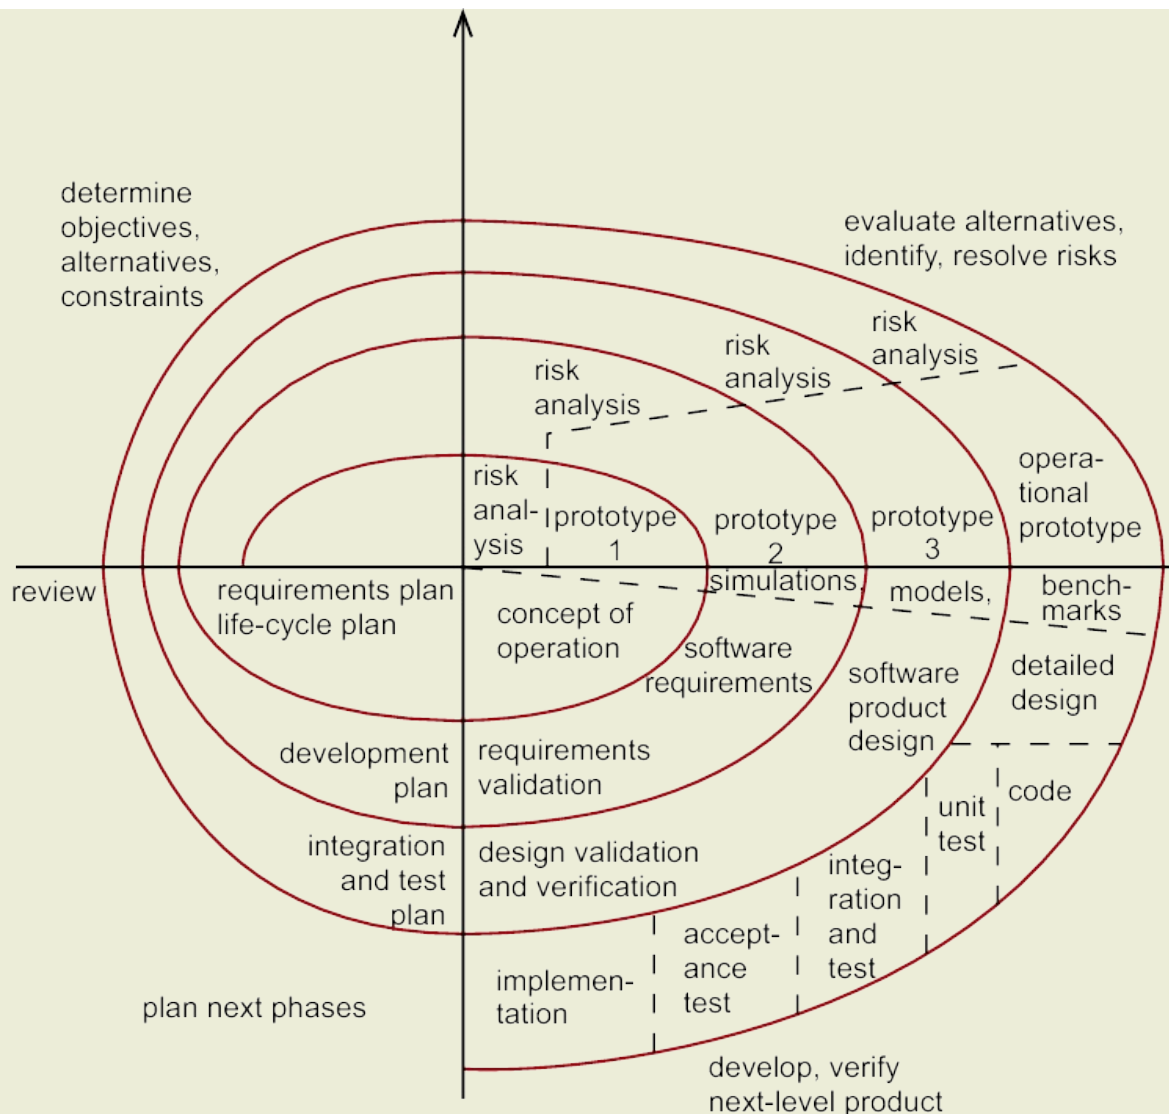 determine
objectives,
alternatives,
constraints
evaluate alternatives,
identify, resolve risks
risk
analysis
risk
analysis
risk
analysis
risk
anal-
ysis
prototype
1
prototype
2
prototype
3
opera-
tional
prototype
review
requirements plan
life-cycle plan
concept of
operation
simulations,
models,
bench-
marks
software
requirements
software
product
design
detailed
design
development
plan
requirements
validation
unit
test
code
integration
and test
plan
design validation
and verification
integ-
ration
and
test
accept-
ance
test
implemen-
tation
plan next phases
develop, verify
next-level product